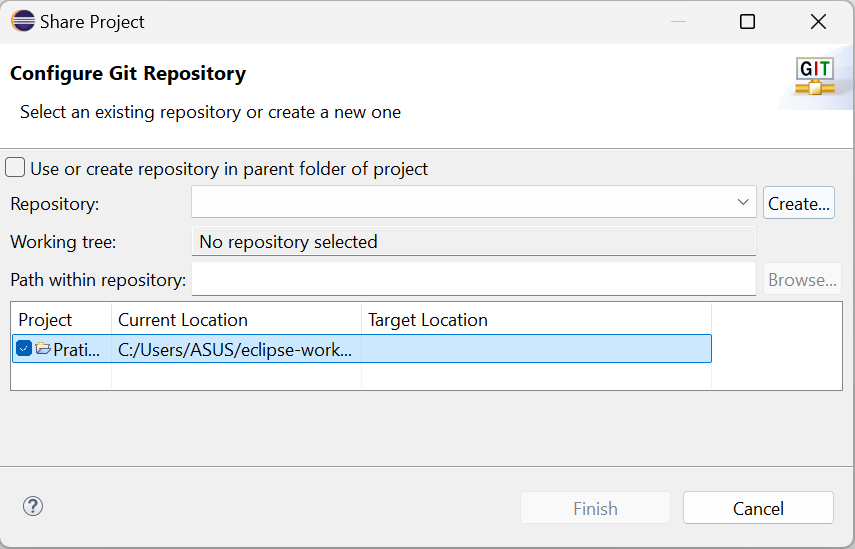 Share Project
Configure Git Repository
Select an existing repository or create a new one
GIT
Use or create repository in parent folder of project
Repository: Create...
Working tree: No repository selected
Path within repository: Browse...
Project Current Location Target Location
Prati... C:/Users/ASUS/eclipse-work...
? Finish Cancel